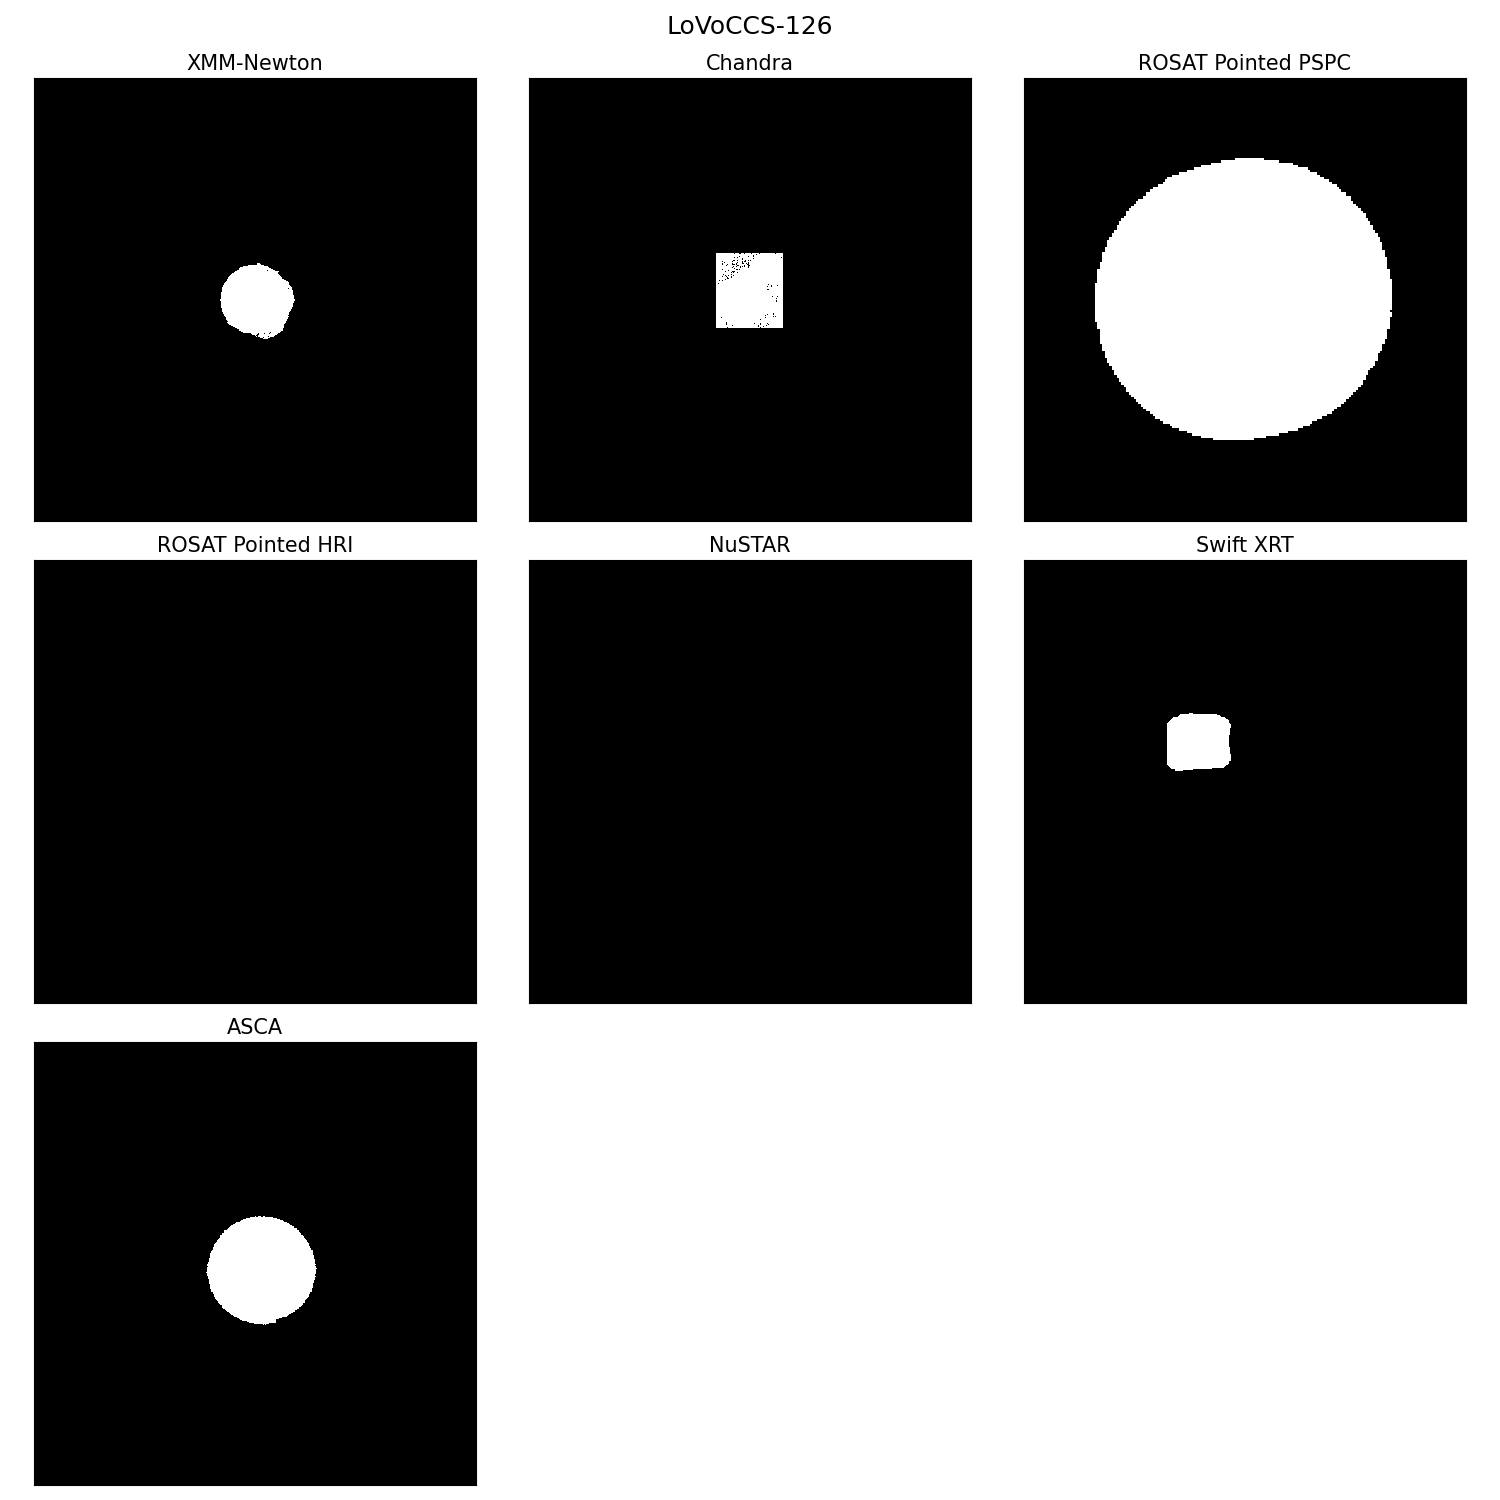 LoVoCCS-126
XMM-Newton
Chandra
ROSAT Pointed PSPC
ROSAT Pointed HRI
NuSTAR
Swift XRT
ASCA